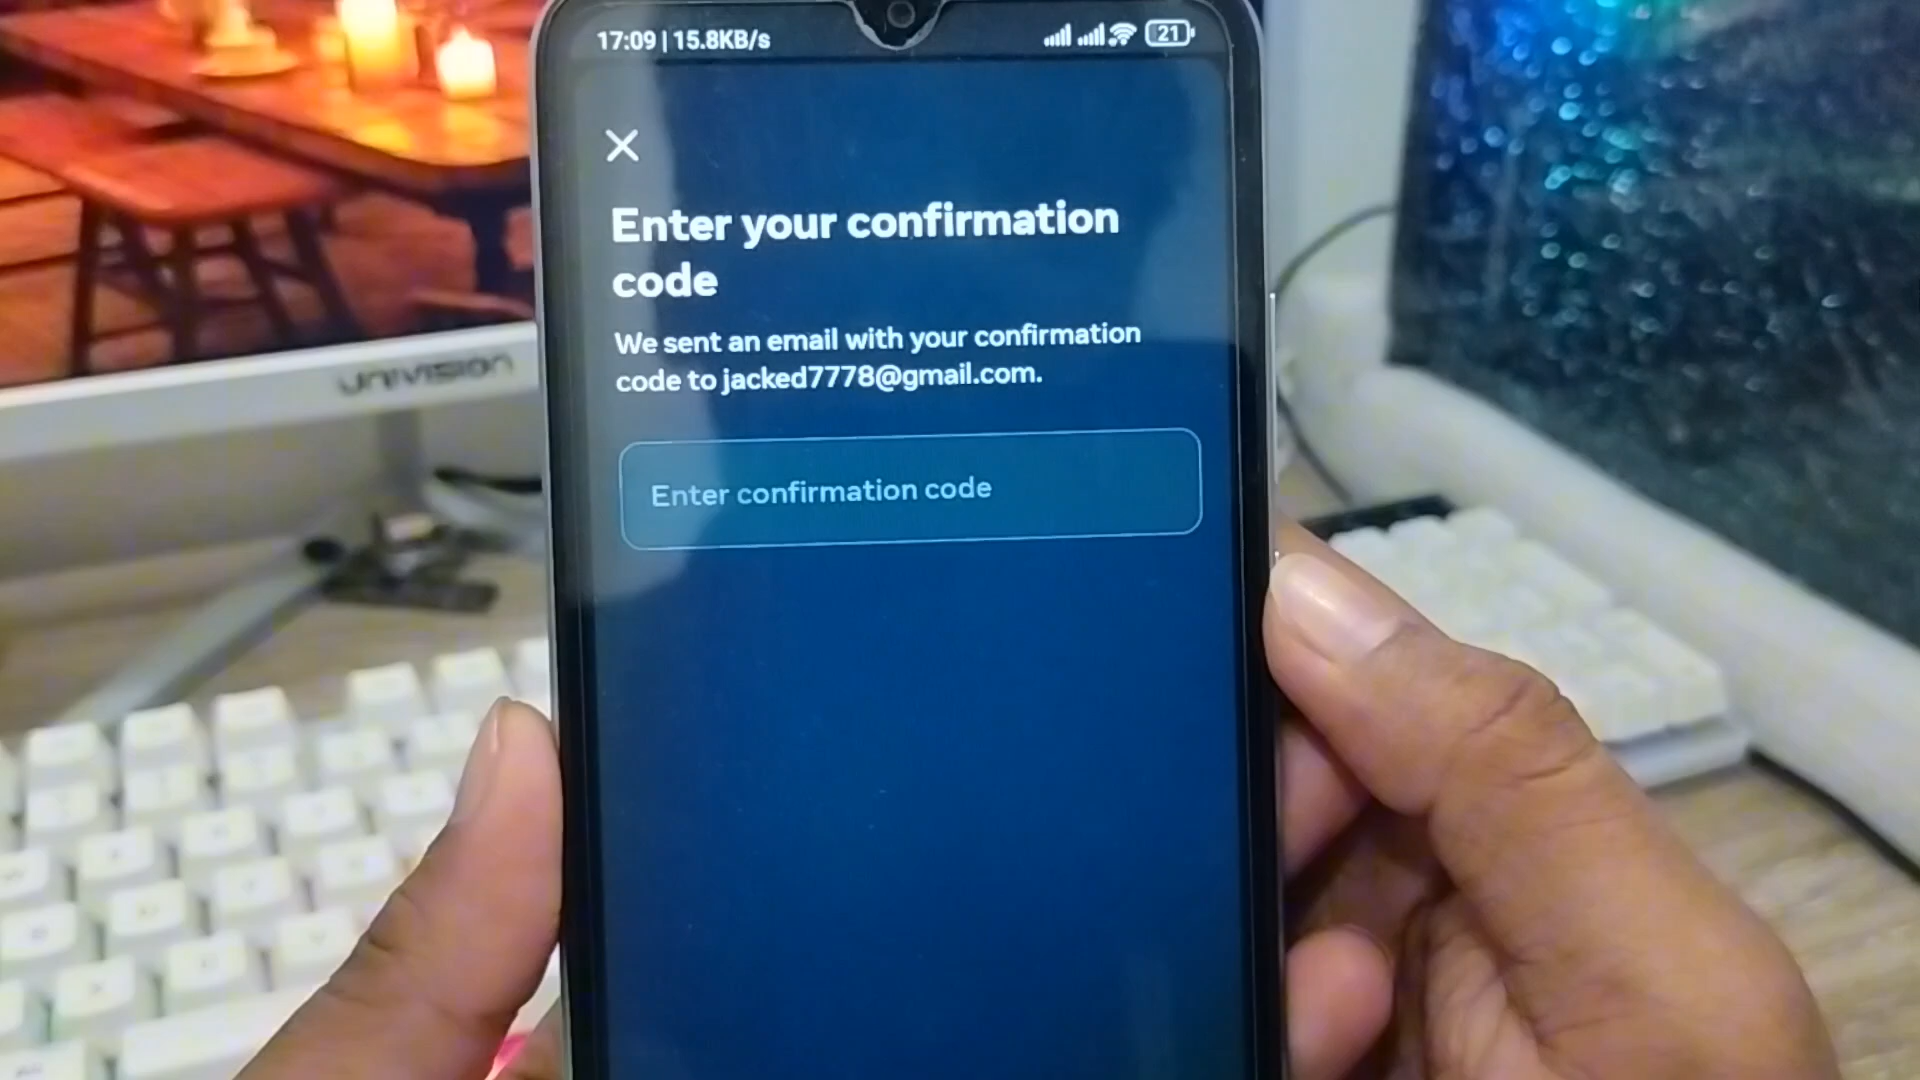 17:09 | 15.8KB/s
21
Enter your confirmation
code
We sent an email with your confirmation
code to jacked7778@gmail.com.
Enter confirmation code
UNIVISION